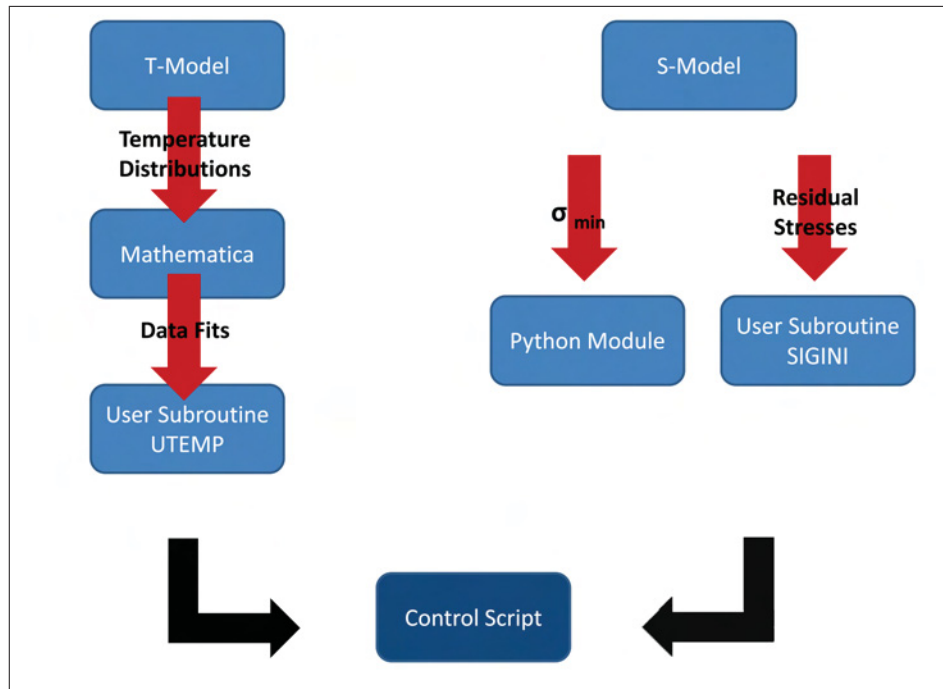 T-Model
Temperature
Distributions
Mathematica
Data Fits
User Subroutine
UTEMP
S-Model
σ min
Residual
Stresses
Python Module
User Subroutine
SIGINI
Control Script